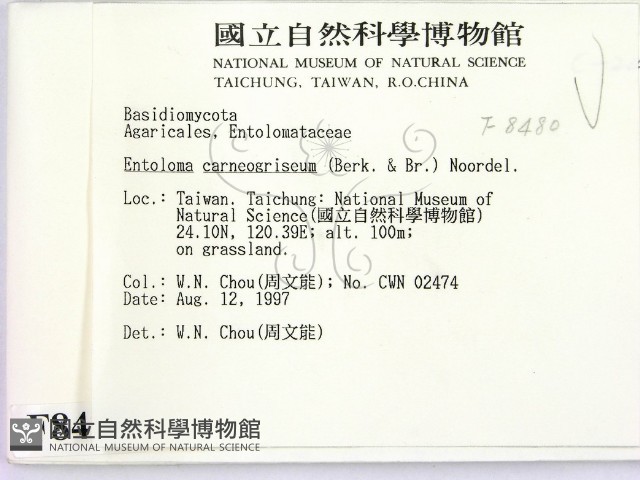 國立自然科學博物館
NATIONAL MUSEUM OF NATURAL SCIENCE
TAICHUNG, TAIWAN, R.O.CHINA
F-8480
Basidiomycota
Agaricales, Entolomataceae
Entoloma carneogriseum (Berk. & Br.) Noordel.
Loc.: Taiwan. Taichung: National Museum of
Natural Science(國立自然科學博物館)
24.10N, 120.39E; alt. 100m;
on grassland.
Col.: W.N. Chou(周文能); No. CWN 02474
Date: Aug. 12, 1997
Det.: W.N. Chou(周文能)
國立自然科學博物館
NATIONAL MUSEUM OF NATURAL SCIENCE